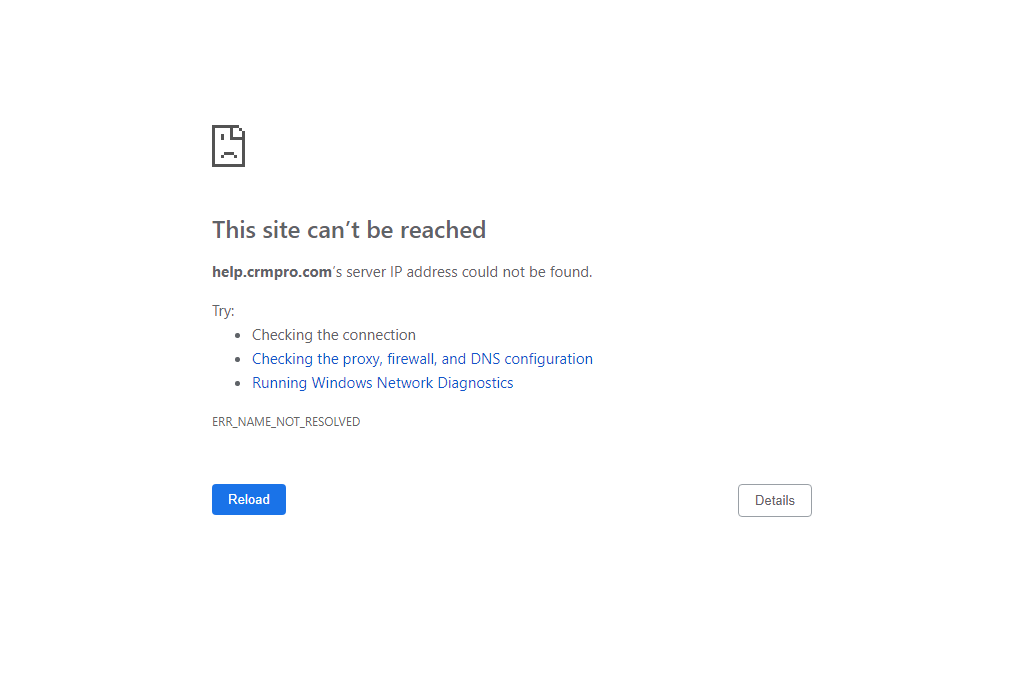 This site can’t be reached
help.crmpro.com’s server IP address could not be found.
Try:
Checking the connection
Checking the proxy, firewall, and DNS configuration
Running Windows Network Diagnostics
ERR_NAME_NOT_RESOLVED
Reload
Details